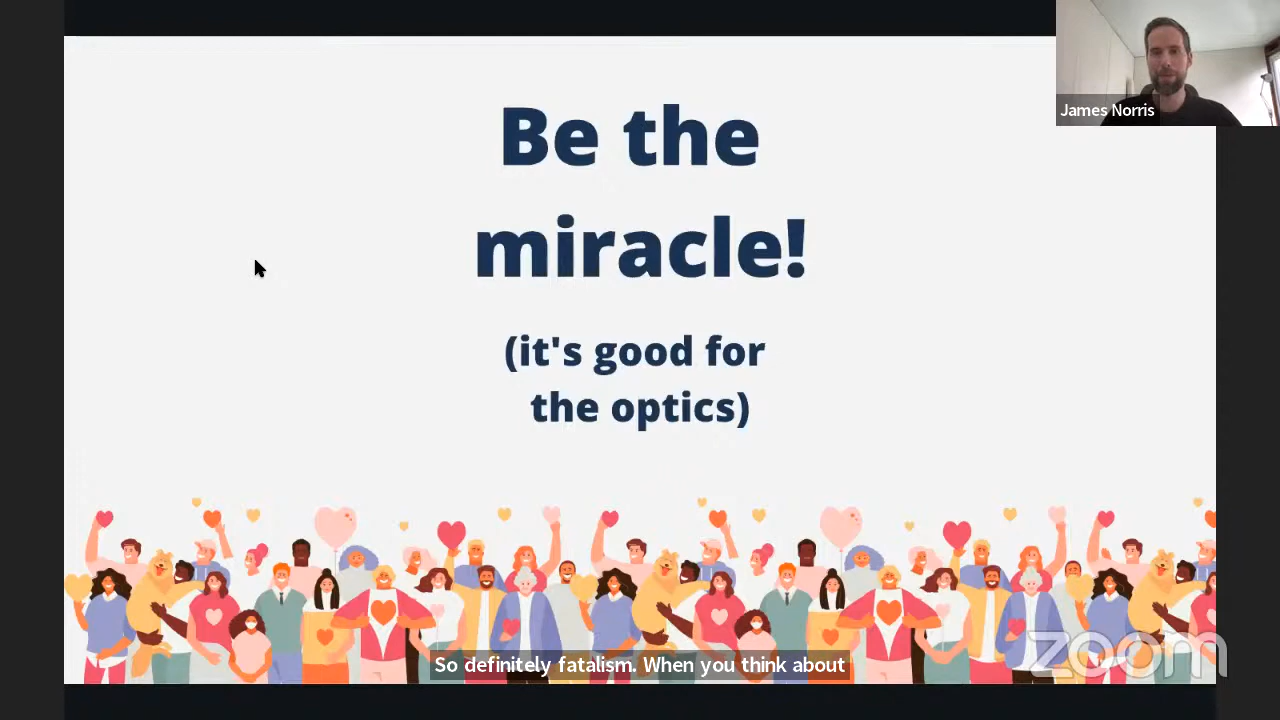 James Norris
Be the
miracle!
(it's good for
the optics)
zoom
So definitely fatalism. When you think about